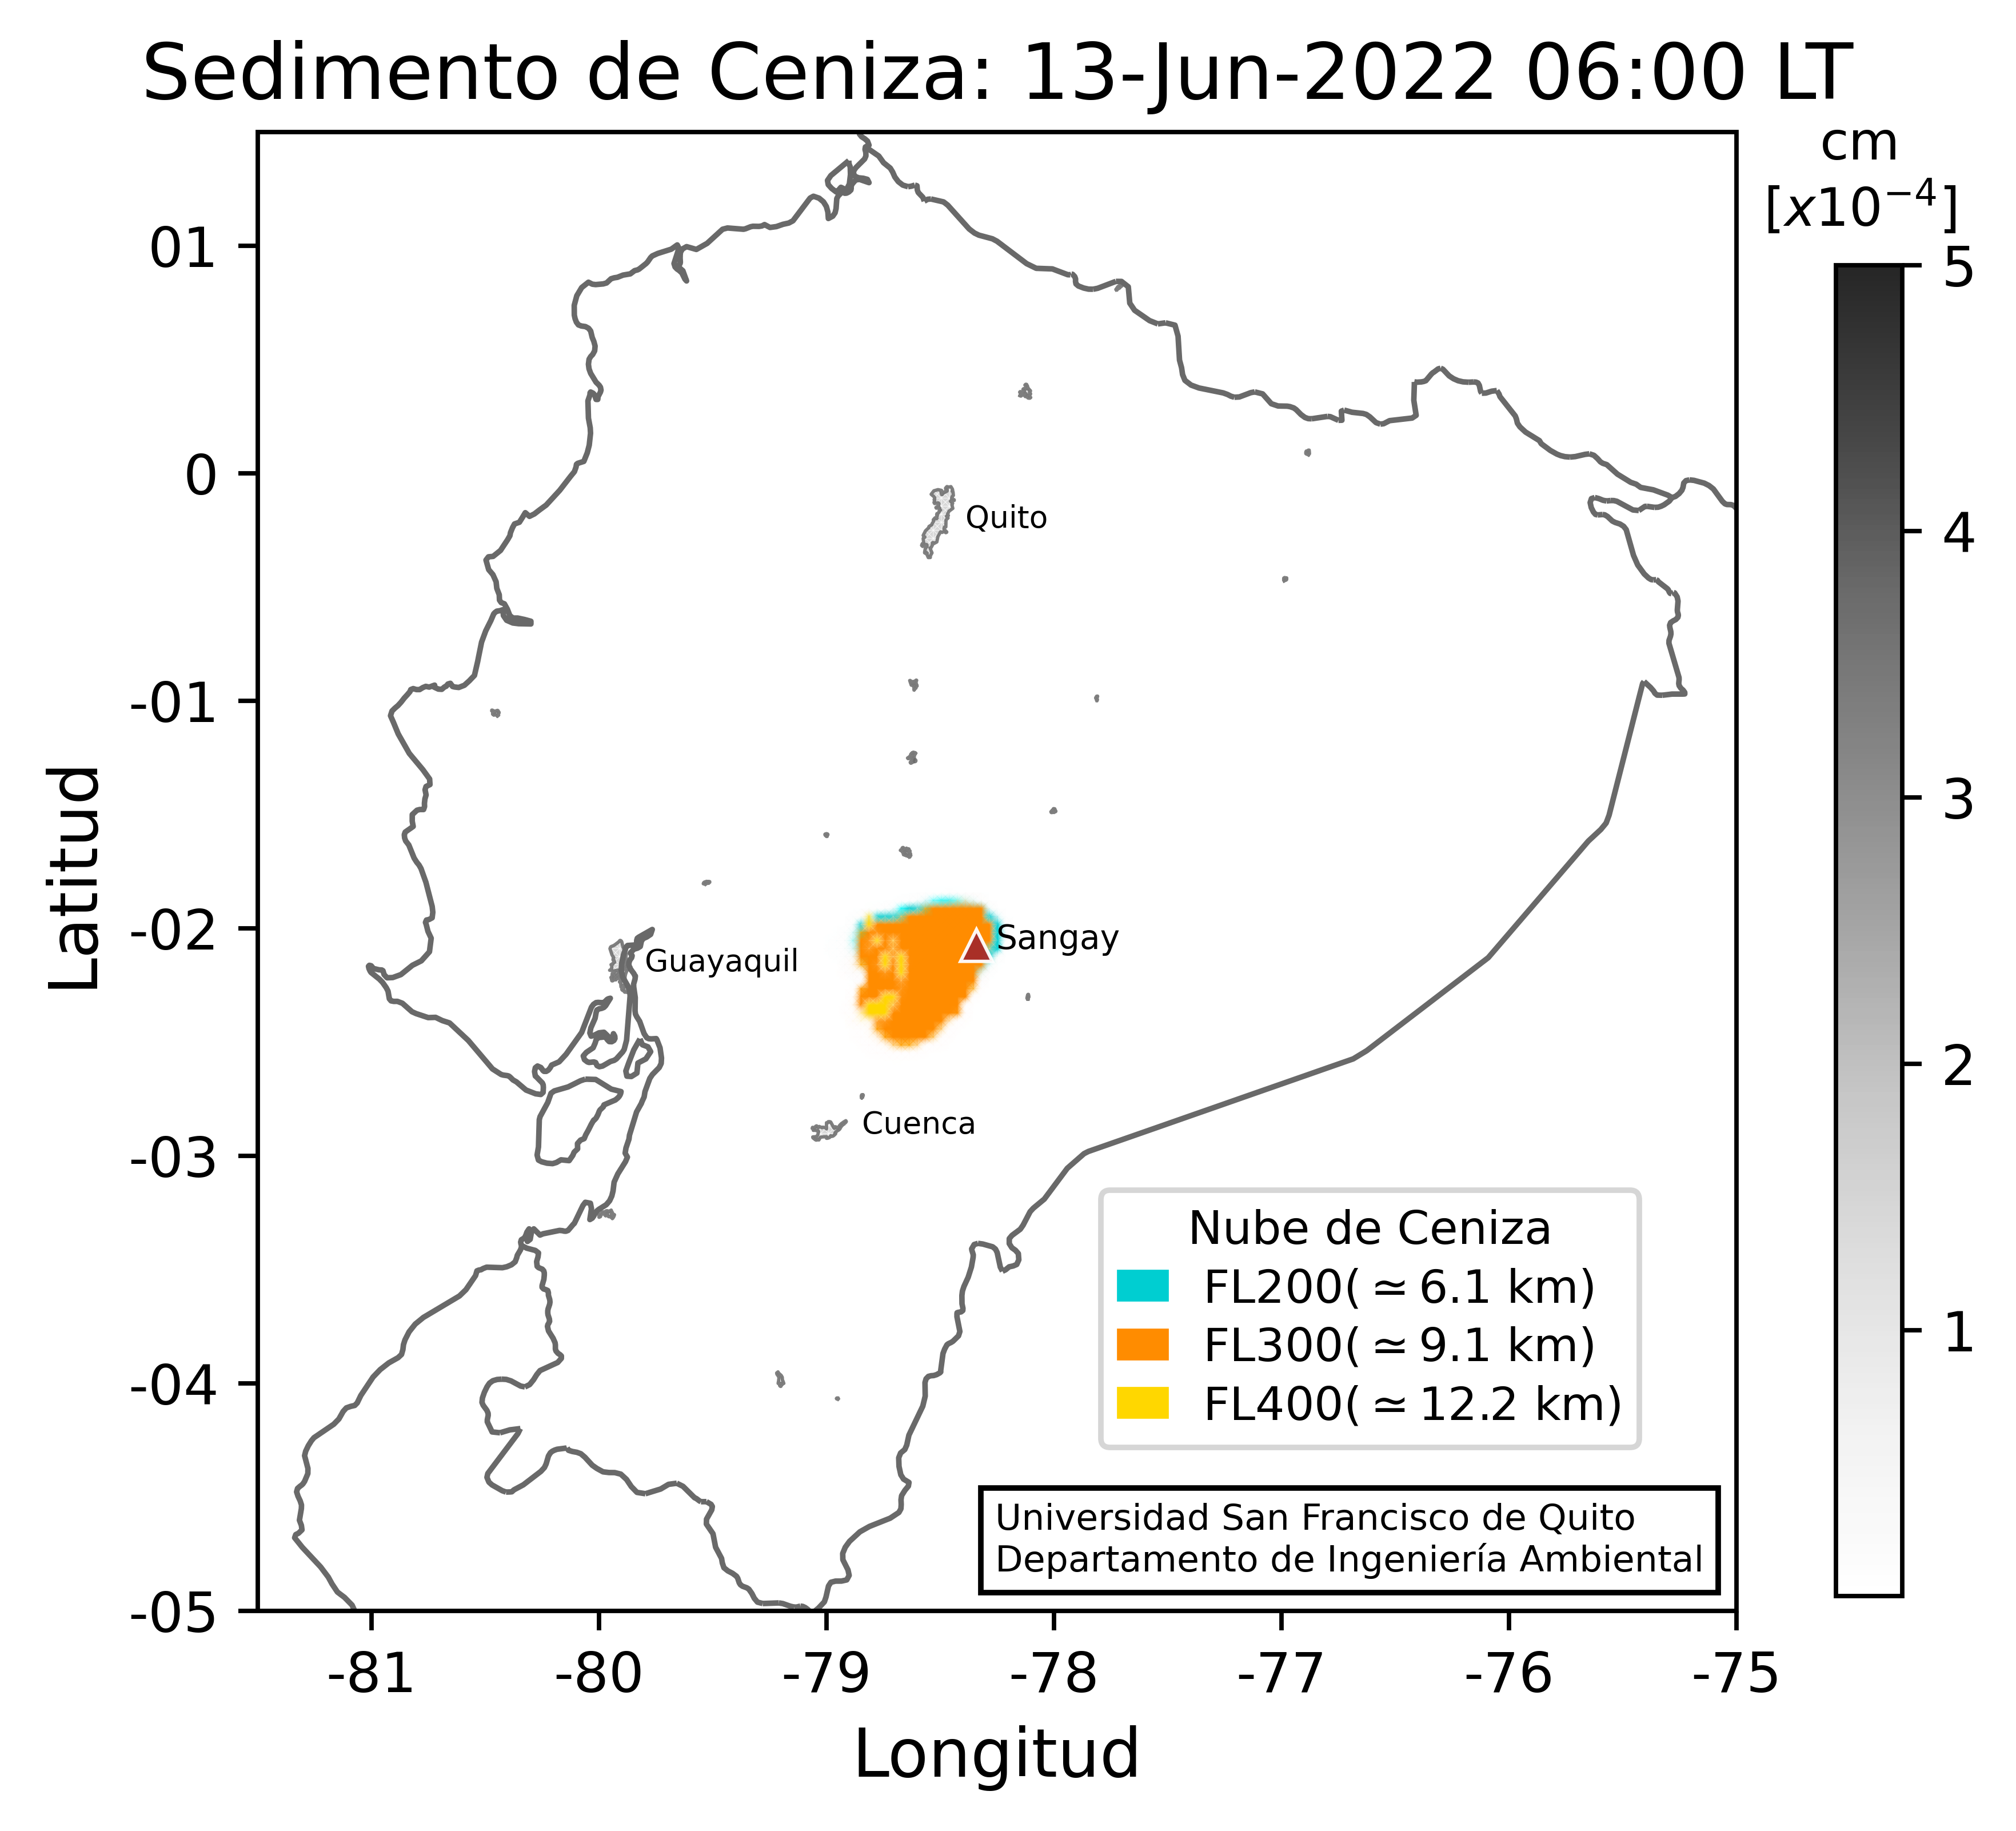 Sedimento de Ceniza: 13-Jun-2022 06:00 LT
cm
[x10⁻⁴]
5
4
3
2
1
Latitud
01
0
-01
-02
-03
-04
-05
Quito
Sangay
Guayaquil
Cuenca
Nube de Ceniza
FL200(≃6.1 km)
FL300(≃9.1 km)
FL400(≃12.2 km)
Universidad San Francisco de Quito
Departamento de Ingeniería Ambiental
-81 -80 -79 -78 -77 -76 -75
Longitud